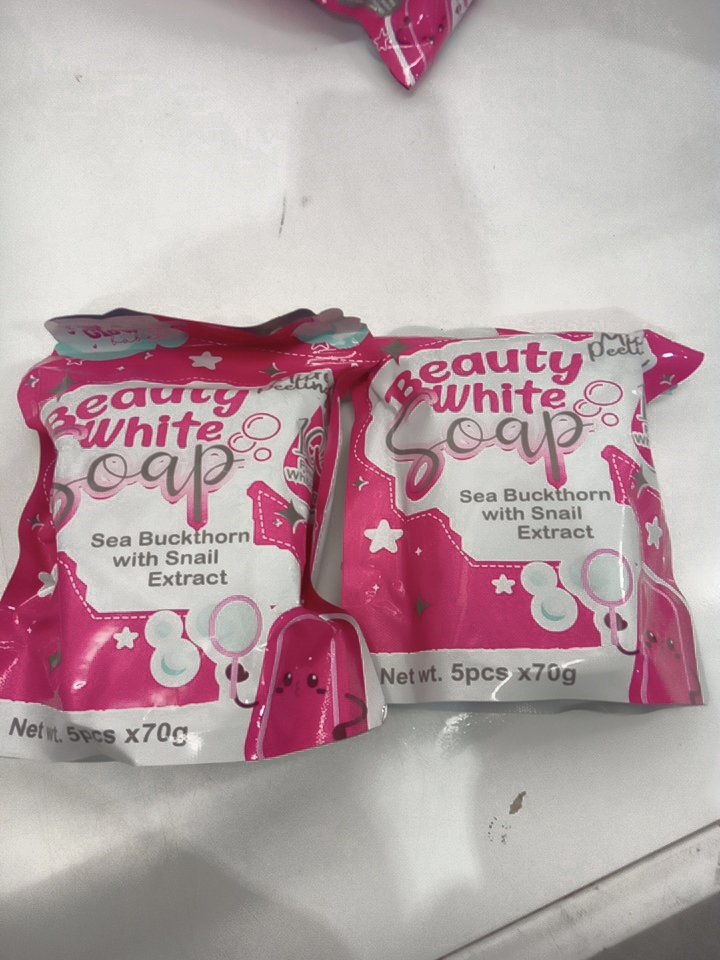 Peeling
Beauty
White
Soap
Sea Buckthorn
with Snail
Extract
Net wt. 5pcs x70g
Beauty
White
Soap
Sea Buckthorn
with Snail
Extract
Net wt. 5pcs x70g